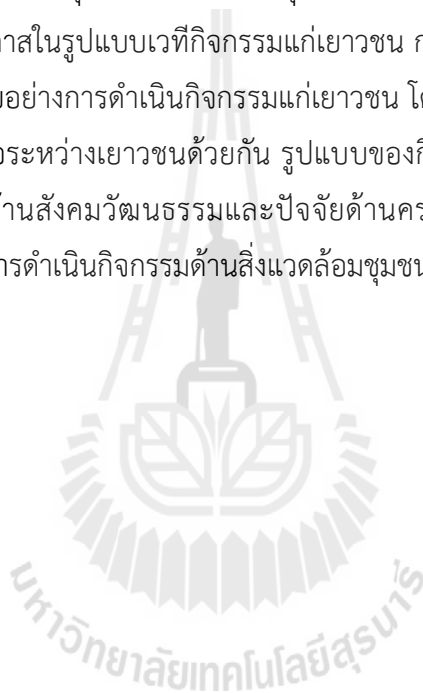 าสในรูปแบบเวทีกิจกรรมแก่เยาวชน ก
อย่างการดำเนินกิจกรรมแก่เยาวชน โด
ระหว่างเยาวชนด้วยกัน รูปแบบของกิ
้านสังคมวัฒนธรรมและปัจจัยด้านคร
ารดำเนินกิจกรรมด้านสิ่งแวดล้อมชุมชน
มหาวิทยาลัยเทคโนโลยีสุรนารี